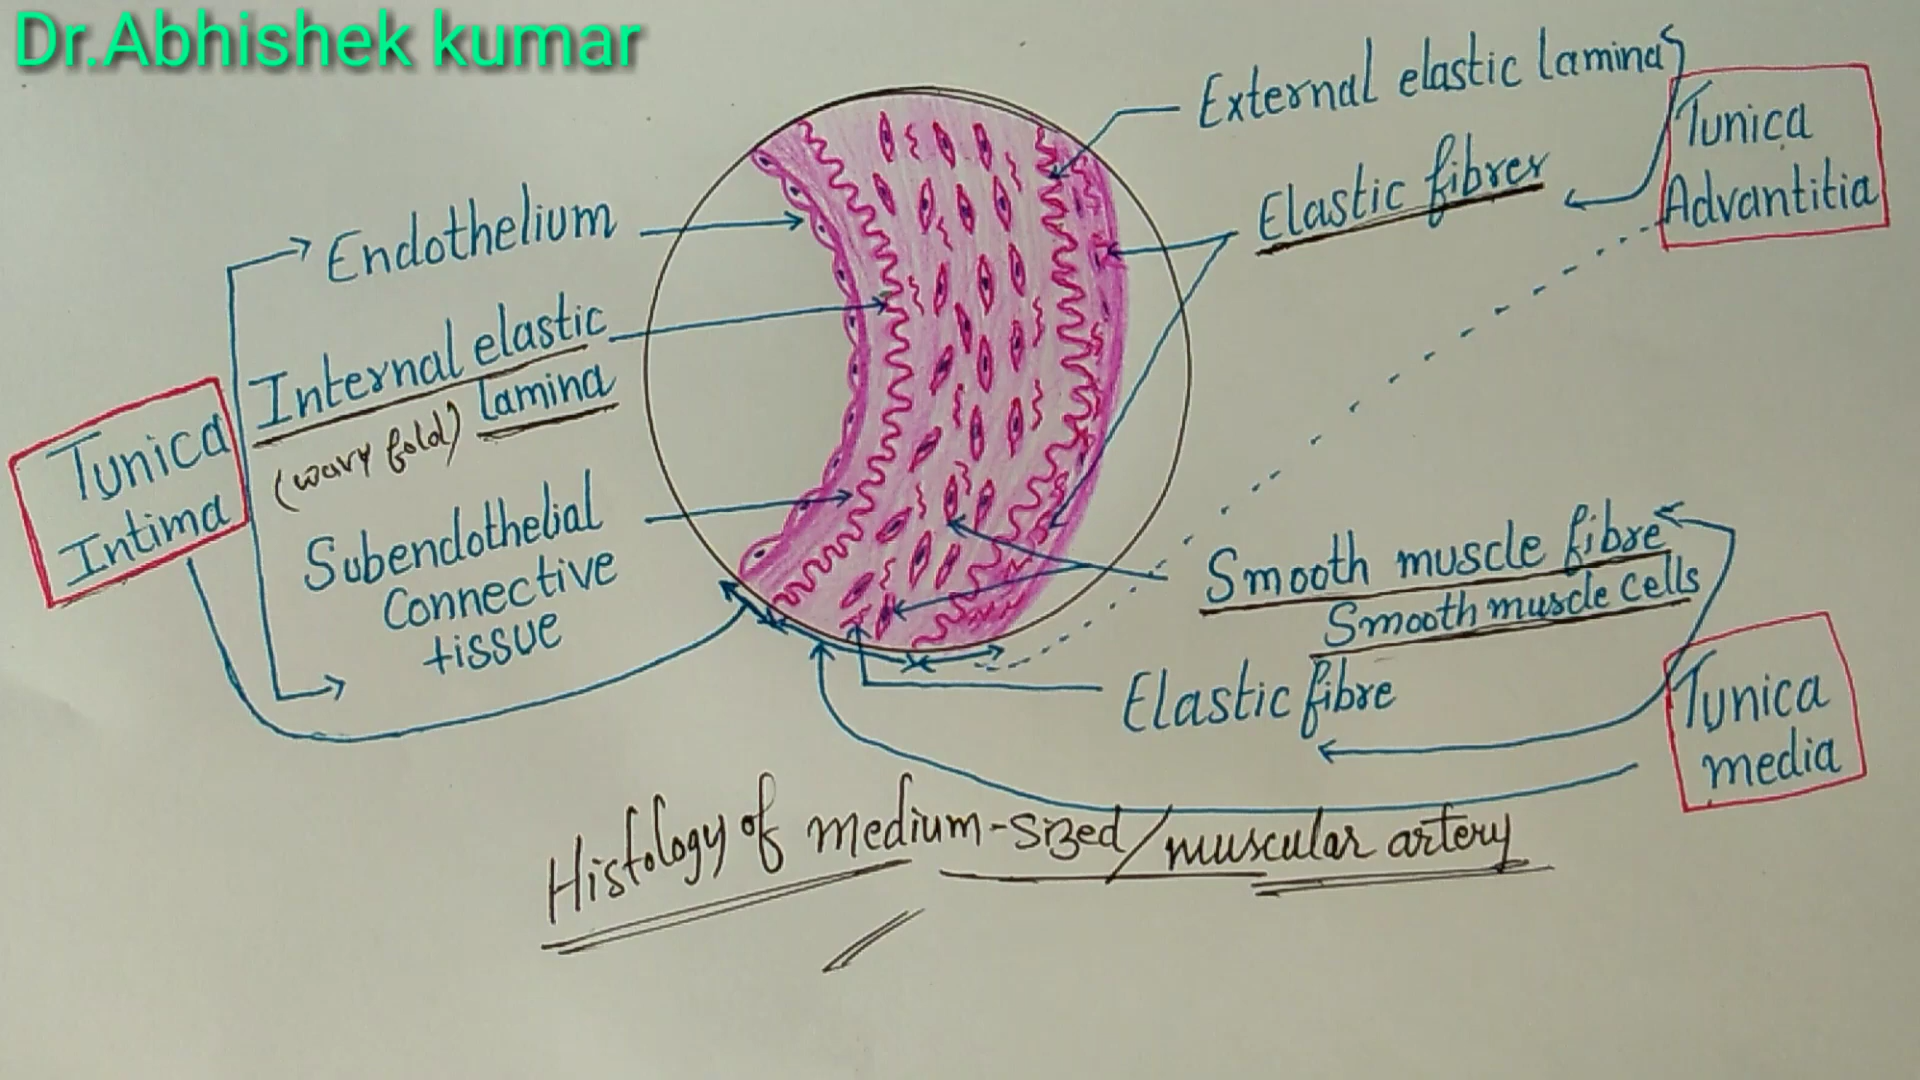 Dr.Abhishek kumar
External elastic lamina
Tunica
Advantitia
Elastic fibres
Endothelium
Internal elastic
lamina
(wavy fold)
Tunica
Intima
Subendothelial
Connective
tissue
Smooth muscle fibre
Smooth muscle cells
Elastic fibre
Tunica
media
Histology of medium-sized/muscular artery